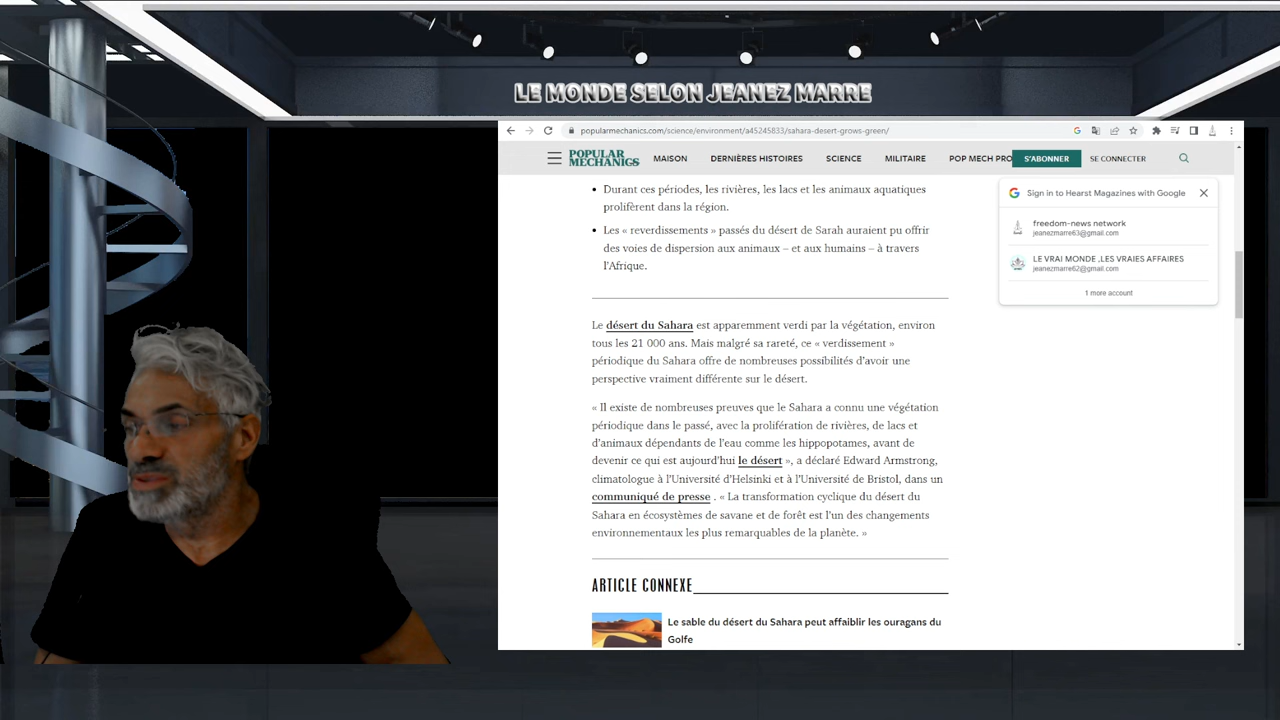 LE MONDE SELON JEANEZ MARRE
popularmechanics.com/science/environment/a45245833/sahara-desert-grows-green/
POPULAR
MECHANICS
MAISON
DERNIÈRES HISTOIRES
SCIENCE
MILITAIRE
POP MECH PRO
S'ABONNER
SE CONNECTER
Durant ces périodes, les rivières, les lacs et les animaux aquatiques
prolifèrent dans la région.
Les « reverdissements » passés du désert de Sarah auraient pu offrir
des voies de dispersion aux animaux – et aux humains – à travers
l'Afrique.
Sign in to Hearst Magazines with Google
freedom-news network
jeanezmarre63@gmail.com
LE VRAI MONDE ,LES VRAIES AFFAIRES
jeanezmarre62@gmail.com
1 more account
Le désert du Sahara est apparemment verdi par la végétation, environ
tous les 21 000 ans. Mais malgré sa rareté, ce « verdissement »
périodique du Sahara offre de nombreuses possibilités d'avoir une
perspective vraiment différente sur le désert.
« Il existe de nombreuses preuves que le Sahara a connu une végétation
périodique dans le passé, avec la prolifération de rivières, de lacs et
d'animaux dépendants de l'eau comme les hippopotames, avant de
devenir ce qui est aujourd'hui le désert », a déclaré Edward Armstrong,
climatologue à l'Université d'Helsinki et à l'Université de Bristol, dans un
communiqué de presse . « La transformation cyclique du désert du
Sahara en écosystèmes de savane et de forêt est l'un des changements
environnementaux les plus remarquables de la planète. »
ARTICLE CONNEXE
Le sable du désert du Sahara peut affaiblir les ouragans du
Golfe